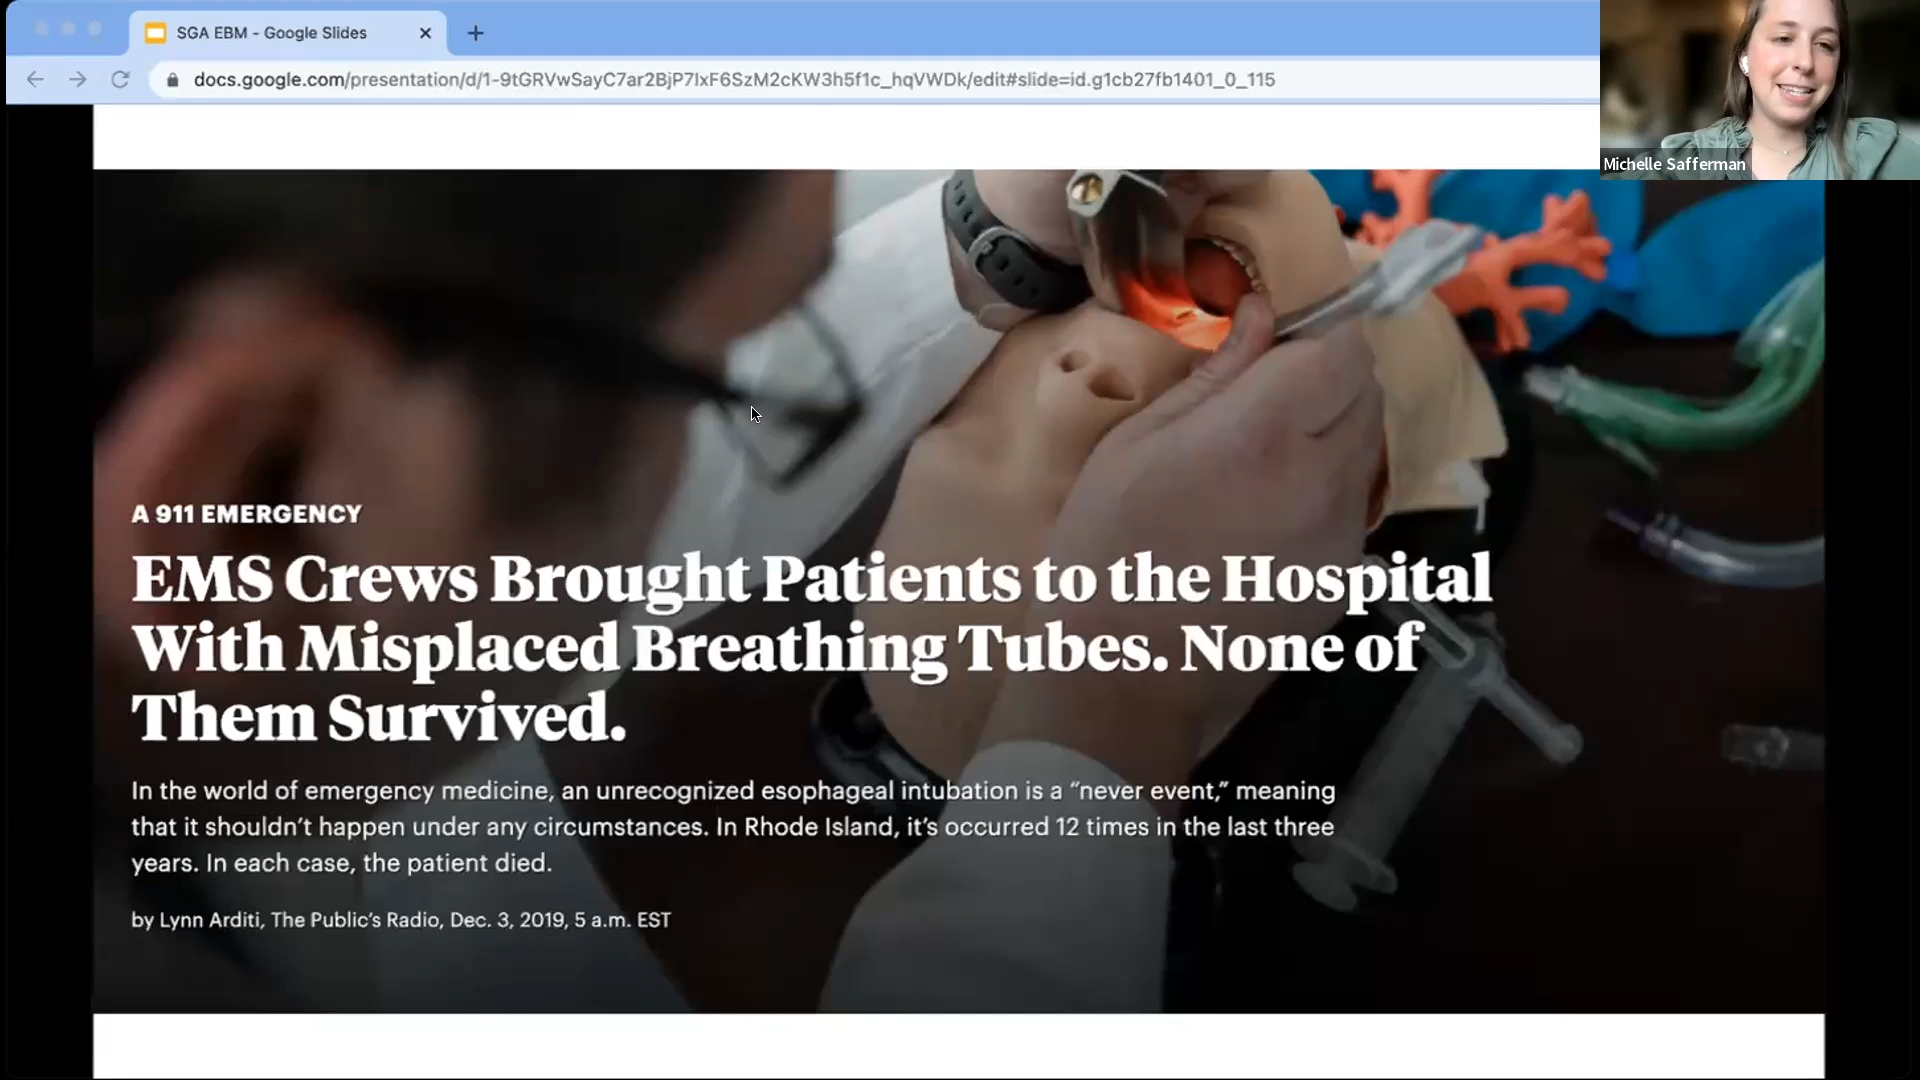 SGA EBM - Google Slides
docs.google.com/presentation/d/1-9tGRVwSayC7ar2BjP7IxF6SzM2cKW3h5f1c_hqVWDk/edit#slide=id.g1cb27fb1401_0_115
Michelle Safferman
A 911 EMERGENCY
EMS Crews Brought Patients to the Hospital
With Misplaced Breathing Tubes. None of
Them Survived.
In the world of emergency medicine, an unrecognized esophageal intubation is a “never event,” meaning
that it shouldn’t happen under any circumstances. In Rhode Island, it’s occurred 12 times in the last three
years. In each case, the patient died.
by Lynn Arditi, The Public’s Radio, Dec. 3, 2019, 5 a.m. EST